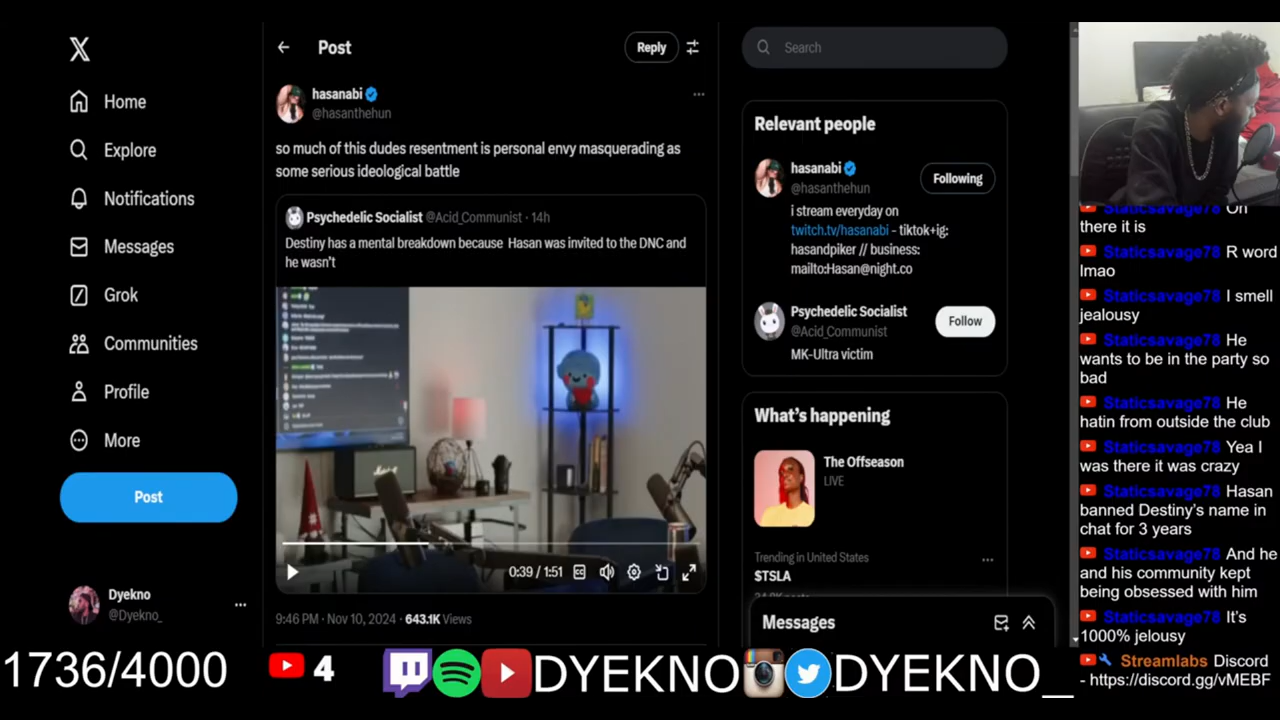 Home
Explore
Notifications
Messages
Grok
Communities
Profile
More
Post
Dyekno
@Dyekno_
Post
Reply
hasanabi
@hasanthehun
so much of this dudes resentment is personal envy masquerading as
some serious ideological battle
Psychedelic Socialist @Acid_Communist · 14h
Destiny has a mental breakdown because Hasan was invited to the DNC and
he wasn't
0:39 / 1:51
9:46 PM · Nov 10, 2024 · 643.1K Views
Search
Relevant people
hasanabi
@hasanthehun
Following
i stream everyday on
twitch.tv/hasanabi - tiktok+ig:
hasandpiker // business:
mailto:Hasan@night.co
Psychedelic Socialist
@Acid_Communist
Follow
MK-Ultra victim
What's happening
The Offseason
LIVE
Trending in United States
$TSLA
Messages
there it is
Staticsavage78 R word
lmao
Staticsavage78 I smell
jealousy
Staticsavage78 He
wants to be in the party so
bad
Staticsavage78 He
hatin from outside the club
Staticsavage78 Yea I
was there it was crazy
Staticsavage78 Hasan
banned Destiny's name in
chat for 3 years
Staticsavage78 And he
and his community kept
being obsessed with him
Staticsavage78 It's
1000% jelousy
Streamlabs Discord
- https://discord.gg/vMEBF
1736/4000
4
DYEKNO
DYEKNO_